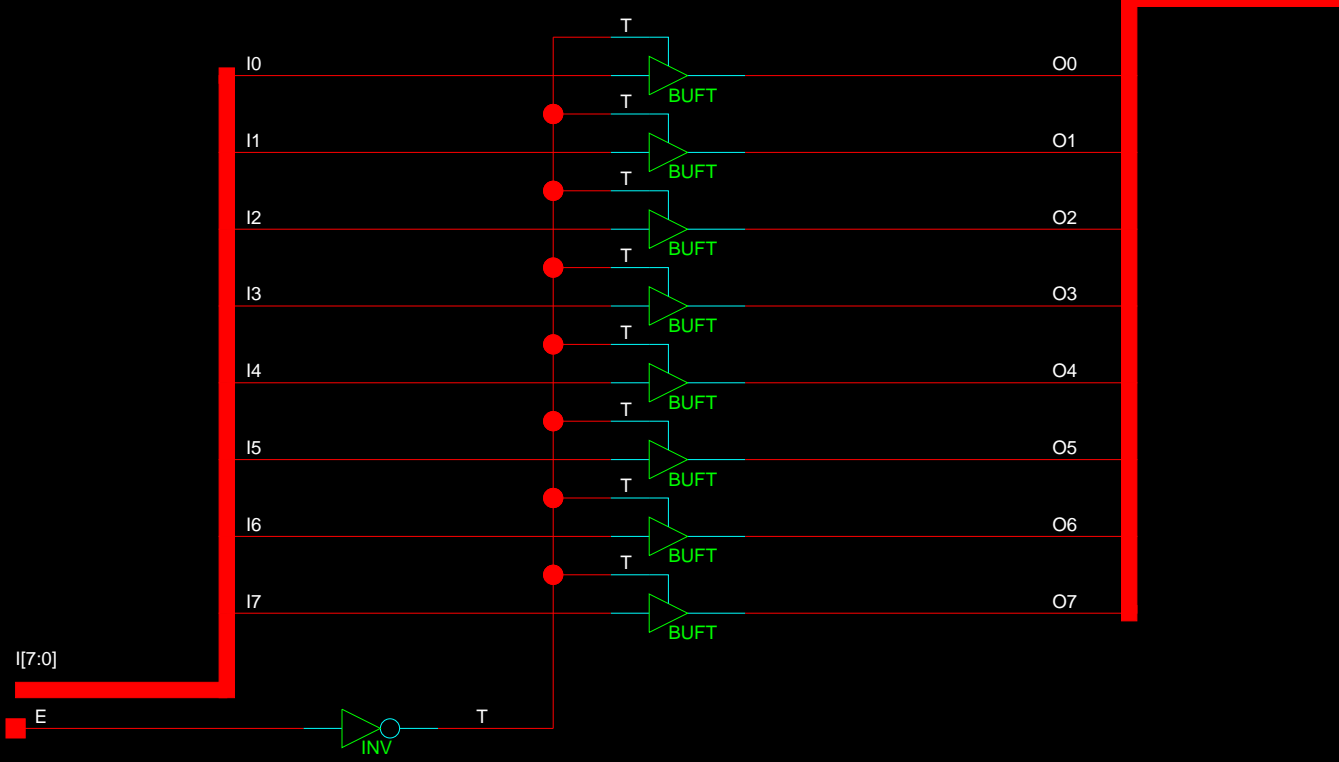 T
I0
O0
BUFT
T
I1
O1
BUFT
T
I2
O2
BUFT
T
I3
O3
BUFT
T
I4
O4
BUFT
T
I5
O5
BUFT
T
I6
O6
BUFT
T
I7
O7
BUFT
I[7:0]
E
T
INV